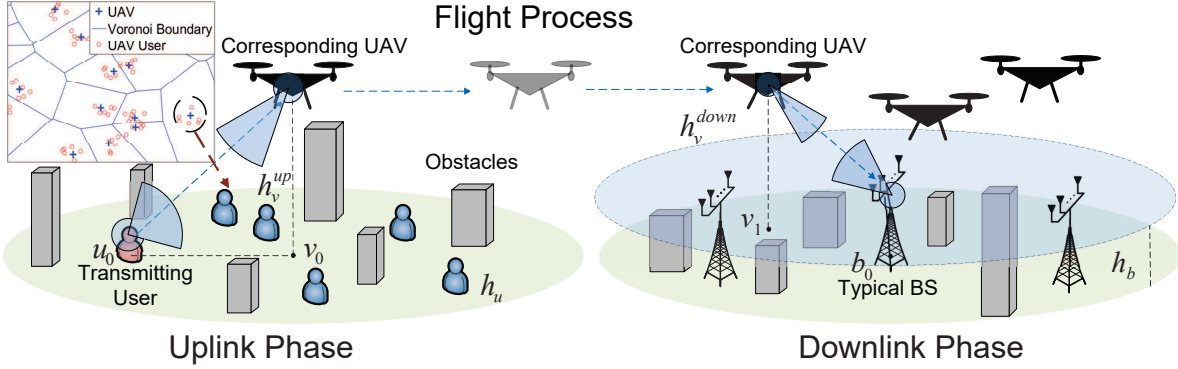 Flight Process
UAV
Voronoi Boundary
UAV User
Corresponding UAV
Corresponding UAV
h_v^{down}
Obstacles
h_v^{up}
u_0
v_0
Transmitting
User
h_u
v_1
b_0
Typical BS
h_b
Uplink Phase
Downlink Phase